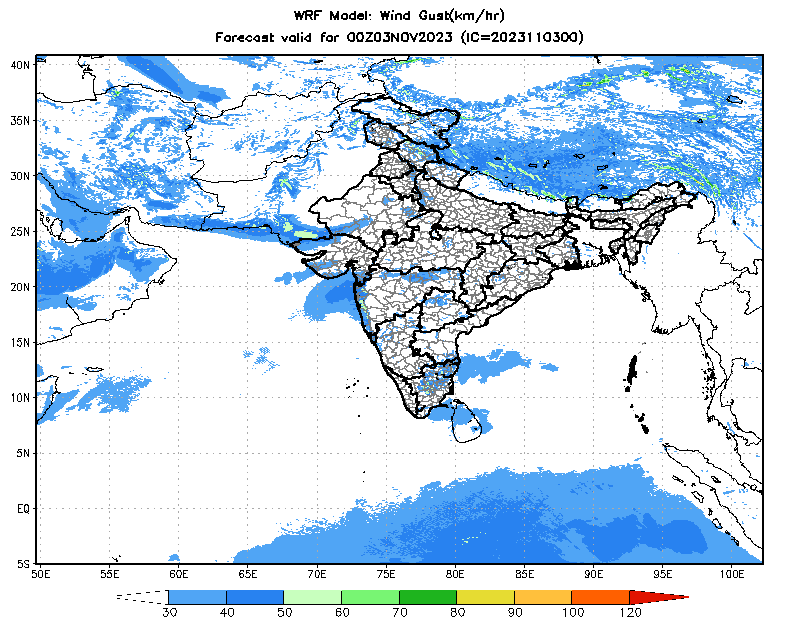 WRF Model: Wind Gust(km/hr)
Forecast valid for 00Z03NOV2023 (IC=2023110300)
40N
35N
30N
25N
20N
15N
10N
5N
EQ
5S
50E 55E 60E 65E 70E 75E 80E 85E 90E 95E 100E
30 40 50 60 70 80 90 100 120